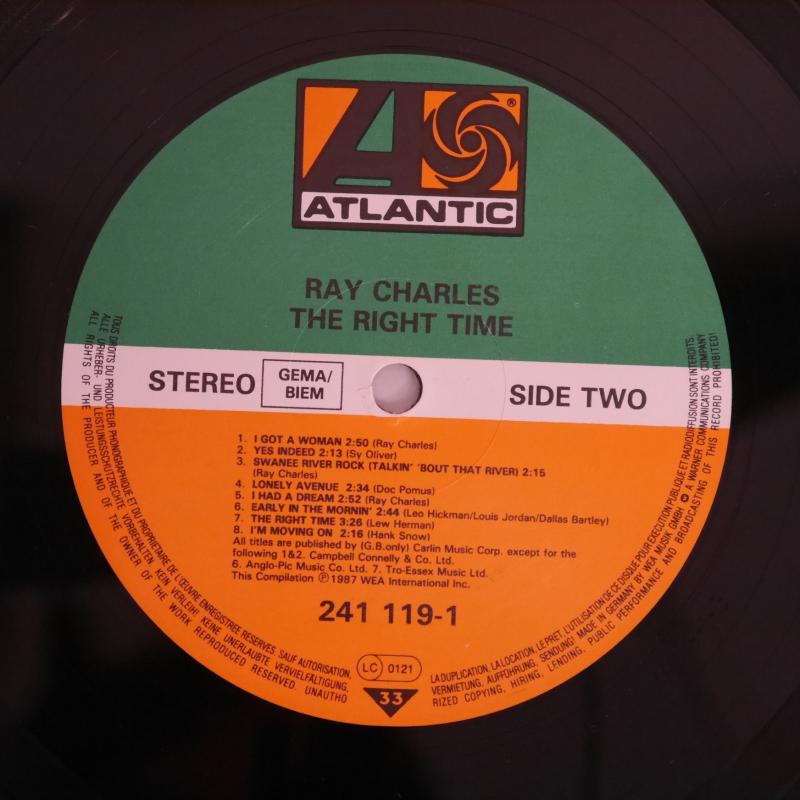 ®
ATLANTIC
RAY CHARLES
THE RIGHT TIME
STEREO
GEMA/
BIEM
SIDE TWO
1. I GOT A WOMAN 2:50 (Ray Charles)
2. YES INDEED 2:13 (Sy Oliver)
3. SWANEE RIVER ROCK (TALKIN' 'BOUT THAT RIVER) 2:15
(Ray Charles)
4. LONELY AVENUE 2:34 (Doc Pomus)
5. I HAD A DREAM 2:52 (Ray Charles)
6. EARLY IN THE MORNIN' 2:44 (Leo Hickman/Louis Jordan/Dallas Bartley)
7. THE RIGHT TIME 3:26 (Lew Herman)
8. I'M MOVING ON 2:16 (Hank Snow)
All titles are published by (G.B.only) Carlin Music Corp. except for the
following 1&2. Campbell Connelly & Co. Ltd.
6. Anglo-Pic Music Co. Ltd. 7. Tro-Essex Music Ltd.
This Compilation Ⓟ 1987 WEA International Inc.
241 119-1
LC 0121
33
TOUS DROITS DU PRODUCTEUR PHONOGRAPHIQUE ET DU PROPRIETAIRE DE L'ŒUVRE ENREGISTREE RESERVES. SAUF AUTORISATION,
LA DUPLICATION, LA LOCATION, LE PRET, L'UTILISATION DE CE DISQUE POUR EXECUTION PUBLIQUE ET RADIODIFFUSION SONT INTERDITS.
ALLE URHEBER- UND LEISTUNGSSCHUTZRECHTE VORBEHALTEN. KEIN VERLEIH! KEINE UNERLAUBTE VERVIELFÄLTIGUNG,
VERMIETUNG, AUFFÜHRUNG, SENDUNG! MADE IN GERMANY BY WEA MUSIK GMBH A WARNER COMMUNICATIONS COMPANY
ALL RIGHTS OF THE PRODUCER AND OF THE OWNER OF THE WORK REPRODUCED RESERVED. UNAUTHO
RIZED COPYING, HIRING, LENDING, PUBLIC PERFORMANCE AND BROADCASTING OF THIS RECORD PROHIBITED!